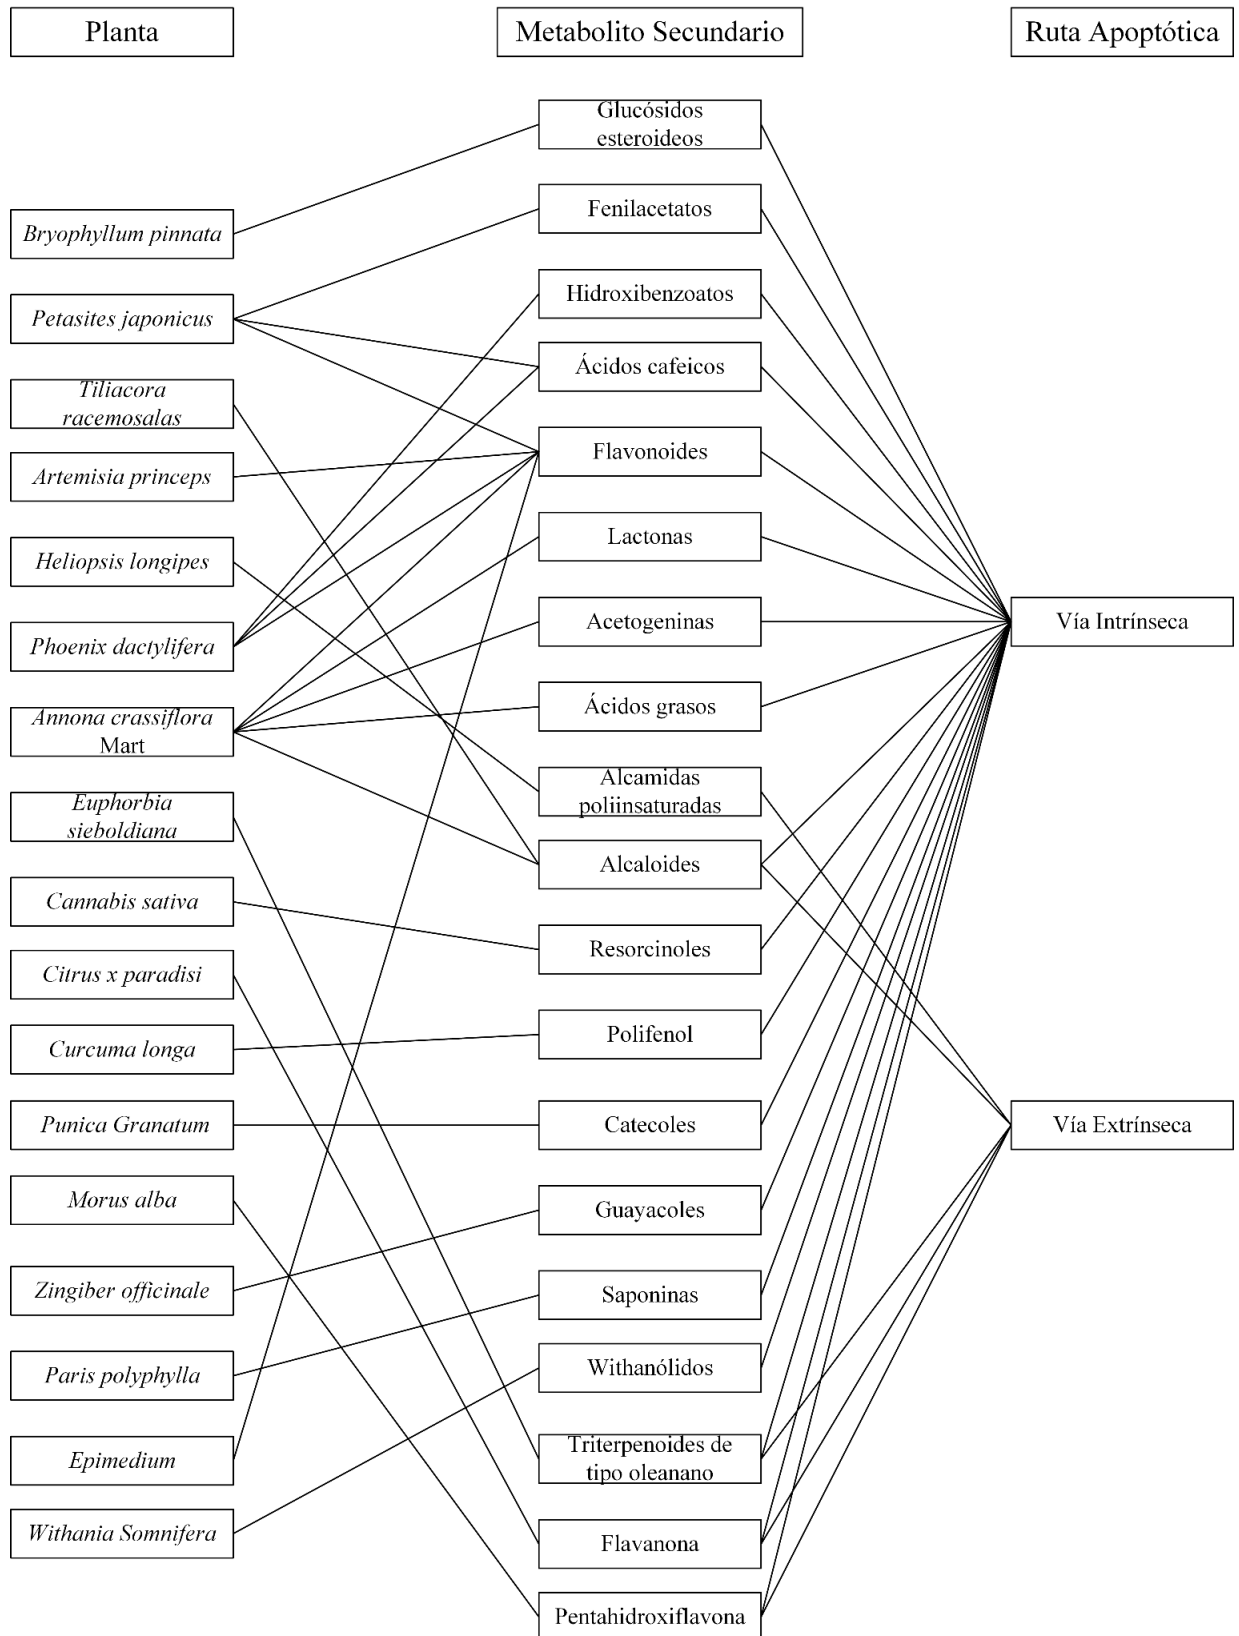 Planta
Metabolito Secundario
Ruta Apoptótica
Bryophyllum pinnata
Petasites japonicus
Tiliacora
racemosalas
Artemisia princeps
Heliopsis longipes
Phoenix dactylifera
Annona crassiflora
Mart
Euphorbia
sieboldiana
Cannabis sativa
Citrus x paradisi
Curcuma longa
Punica Granatum
Morus alba
Zingiber officinale
Paris polyphylla
Epimedium
Withania Somnifera
Glucósidos
esteroideos
Fenilacetatos
Hidroxibenzoatos
Ácidos cafeicos
Flavonoides
Lactonas
Acetogeninas
Ácidos grasos
Alcamidas
poliinsaturadas
Alcaloides
Resorcinoles
Polifenol
Catecoles
Guayacoles
Saponinas
Withanólidos
Triterpenoides de
tipo oleanano
Flavanona
Pentahidroxiflavona
Vía Intrínseca
Vía Extrínseca